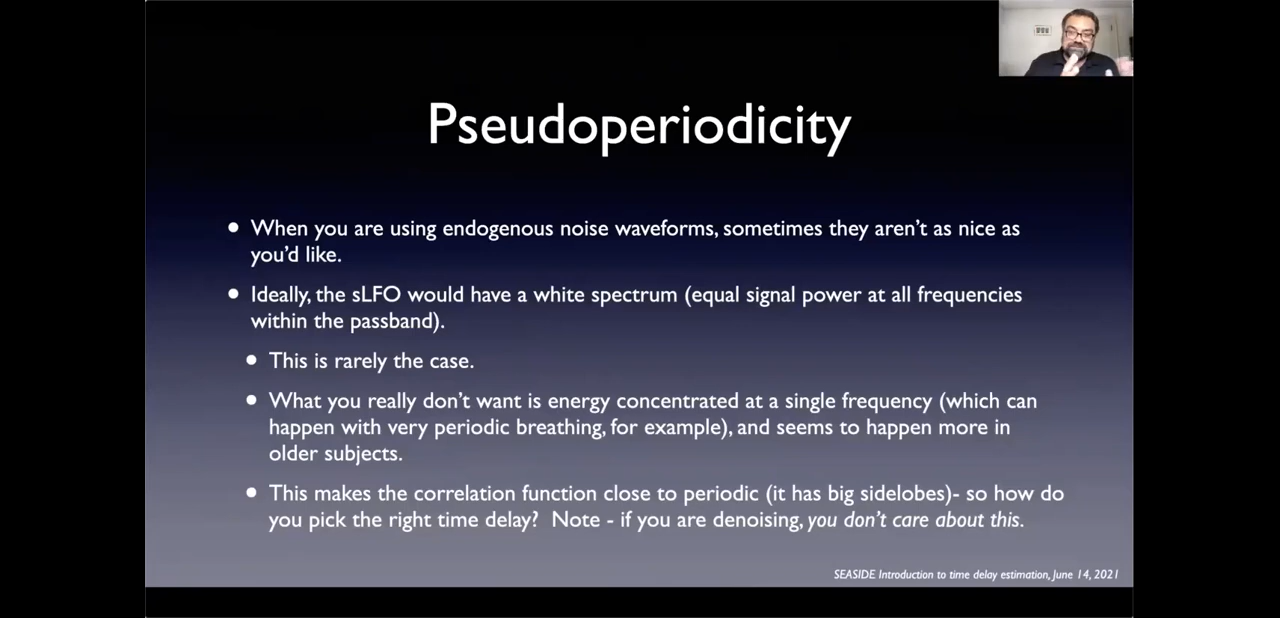 Pseudoperiodicity
• When you are using endogenous noise waveforms, sometimes they aren't as nice as
you'd like.
• Ideally, the sLFO would have a white spectrum (equal signal power at all frequencies
within the passband).
• This is rarely the case.
• What you really don't want is energy concentrated at a single frequency (which can
happen with very periodic breathing, for example), and seems to happen more in
older subjects.
• This makes the correlation function close to periodic (it has big sidelobes)- so how do
you pick the right time delay? Note - if you are denoising, you don't care about this.
SEASIDE Introduction to time delay estimation, June 14, 2021